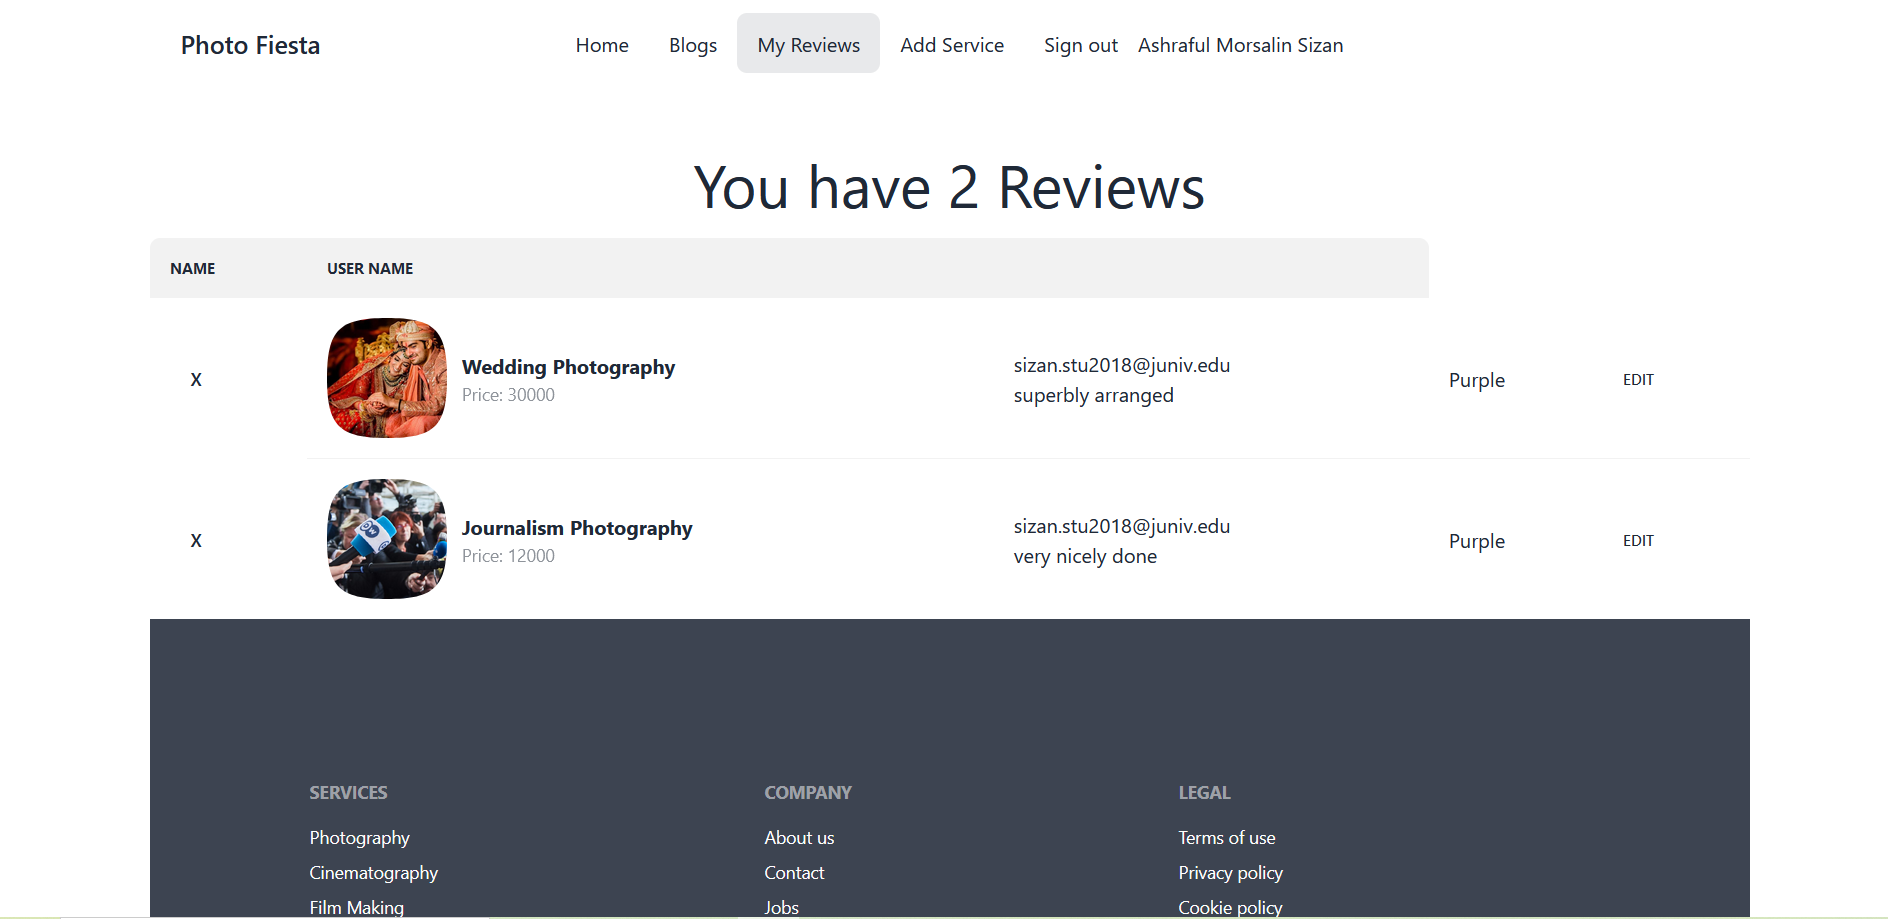 Photo Fiesta Home Blogs My Reviews Add Service Sign out Ashraful Morsalin Sizan
You have 2 Reviews
NAME USER NAME
X Wedding Photography sizan.stu2018@juniv.edu Purple EDIT
Price: 30000 superbly arranged
X Journalism Photography sizan.stu2018@juniv.edu Purple EDIT
Price: 12000 very nicely done
SERVICES COMPANY LEGAL
Photography About us Terms of use
Cinematography Contact Privacy policy
Film Making Jobs Cookie policy